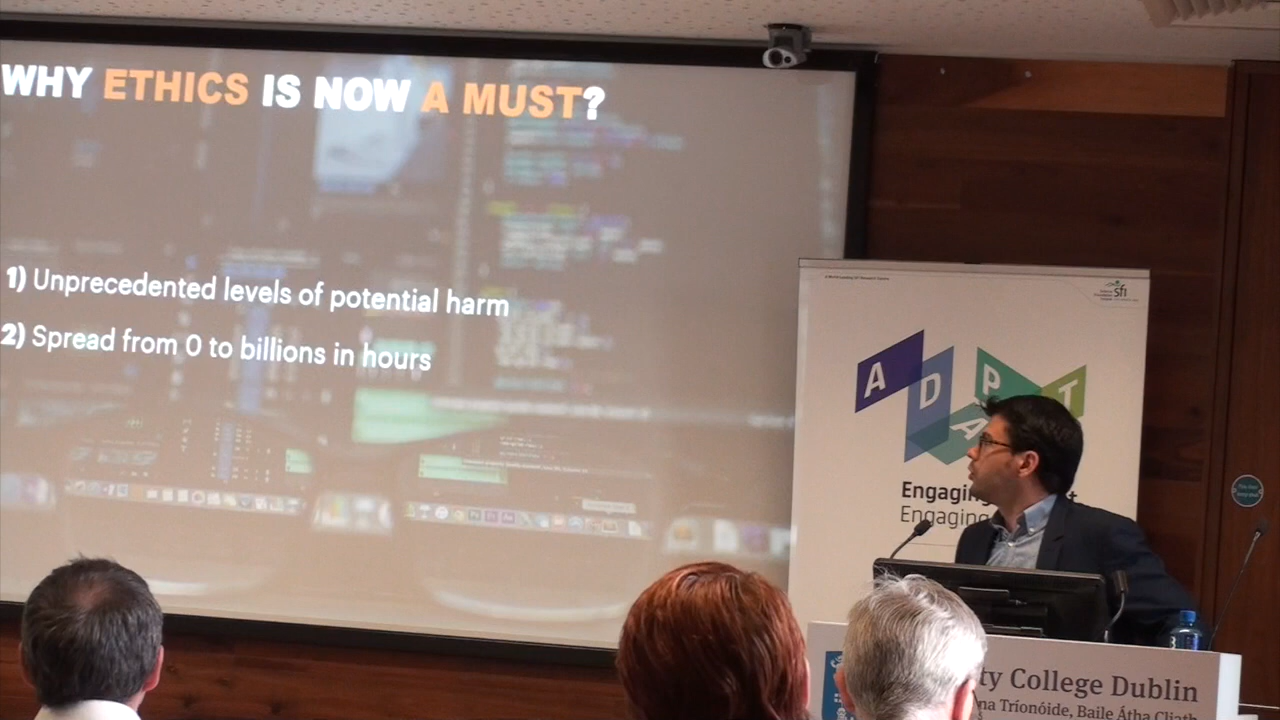 WHY ETHICS IS NOW A MUST?
1) Unprecedented levels of potential harm
2) Spread from 0 to billions in hours
sfi
ADAPT
Engaging
Engaging
ty College Dublin
na Tríonóide, Baile Átha Cliath